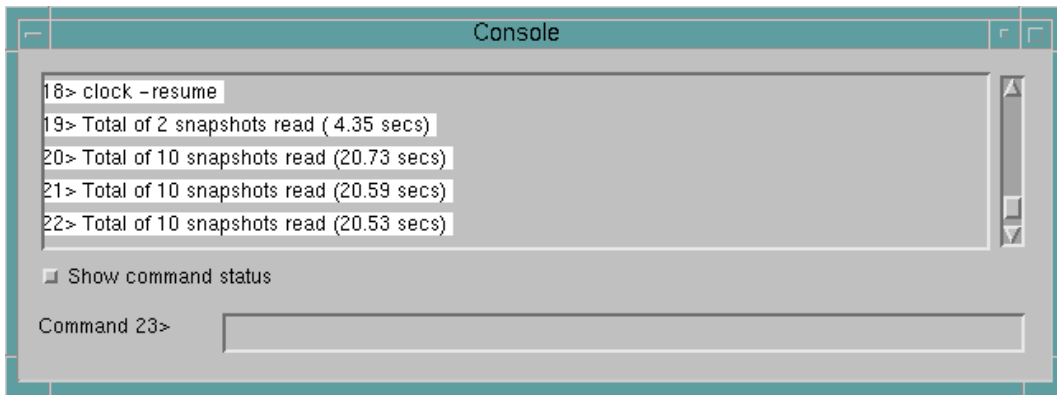 Console
18> clock –resume
19> Total of 2 snapshots read ( 4.35 secs)
20> Total of 10 snapshots read (20.73 secs)
21> Total of 10 snapshots read (20.59 secs)
22> Total of 10 snapshots read (20.53 secs)
Show command status
Command 23>